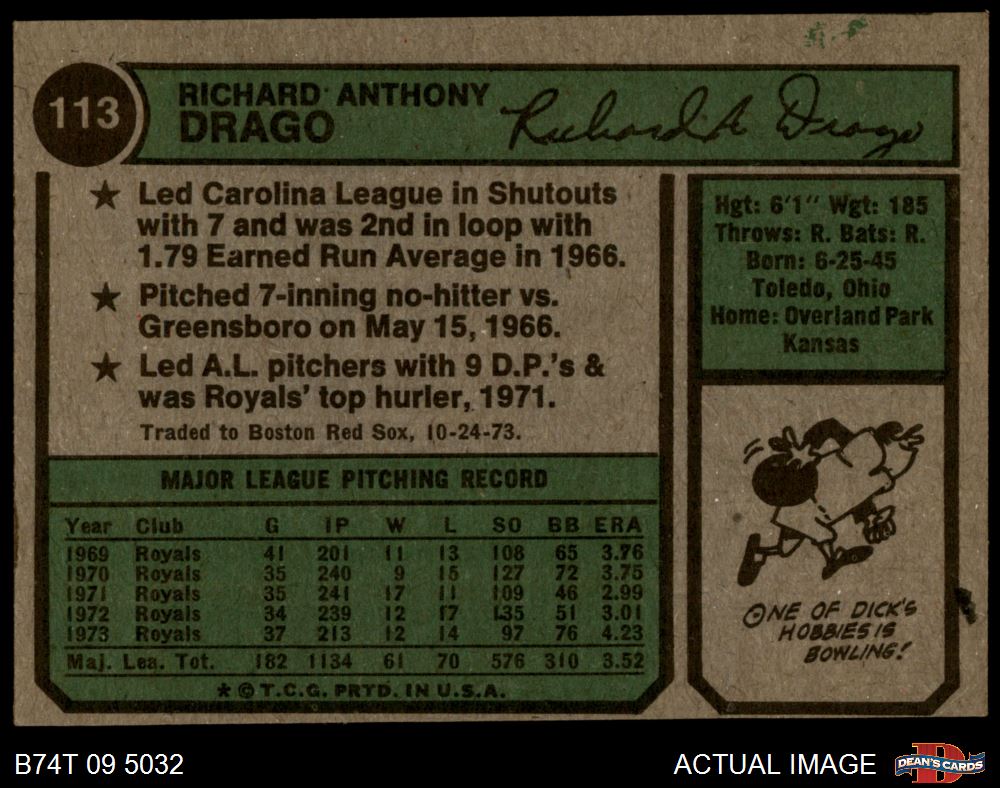 113
RICHARD ANTHONY
DRAGO
Richard A Drago
★ Led Carolina League in Shutouts
with 7 and was 2nd in loop with
1.79 Earned Run Average in 1966.
★ Pitched 7-inning no-hitter vs.
Greensboro on May 15, 1966.
★ Led A.L. pitchers with 9 D.P.'s &
was Royals' top hurler, 1971.
Traded to Boston Red Sox, 10-24-73.
Hgt: 6'1" Wgt: 185
Throws: R. Bats: R.
Born: 6-25-45
Toledo, Ohio
Home: Overland Park
Kansas
MAJOR LEAGUE PITCHING RECORD
Year Club G IP W L SO BB ERA
1969 Royals 41 201 11 13 108 65 3.76
1970 Royals 35 240 9 15 127 72 3.75
1971 Royals 35 241 17 11 109 46 2.99
1972 Royals 34 239 12 17 135 51 3.01
1973 Royals 37 213 12 14 97 76 4.23
Maj. Lea. Tot. 182 1134 61 70 576 310 3.52
★ © T.C.G. PRTD. IN U.S.A.
ONE OF DICK'S
HOBBIES IS
BOWLING!
B74T 09 5032
ACTUAL IMAGE
D
DEAN'S CARDS